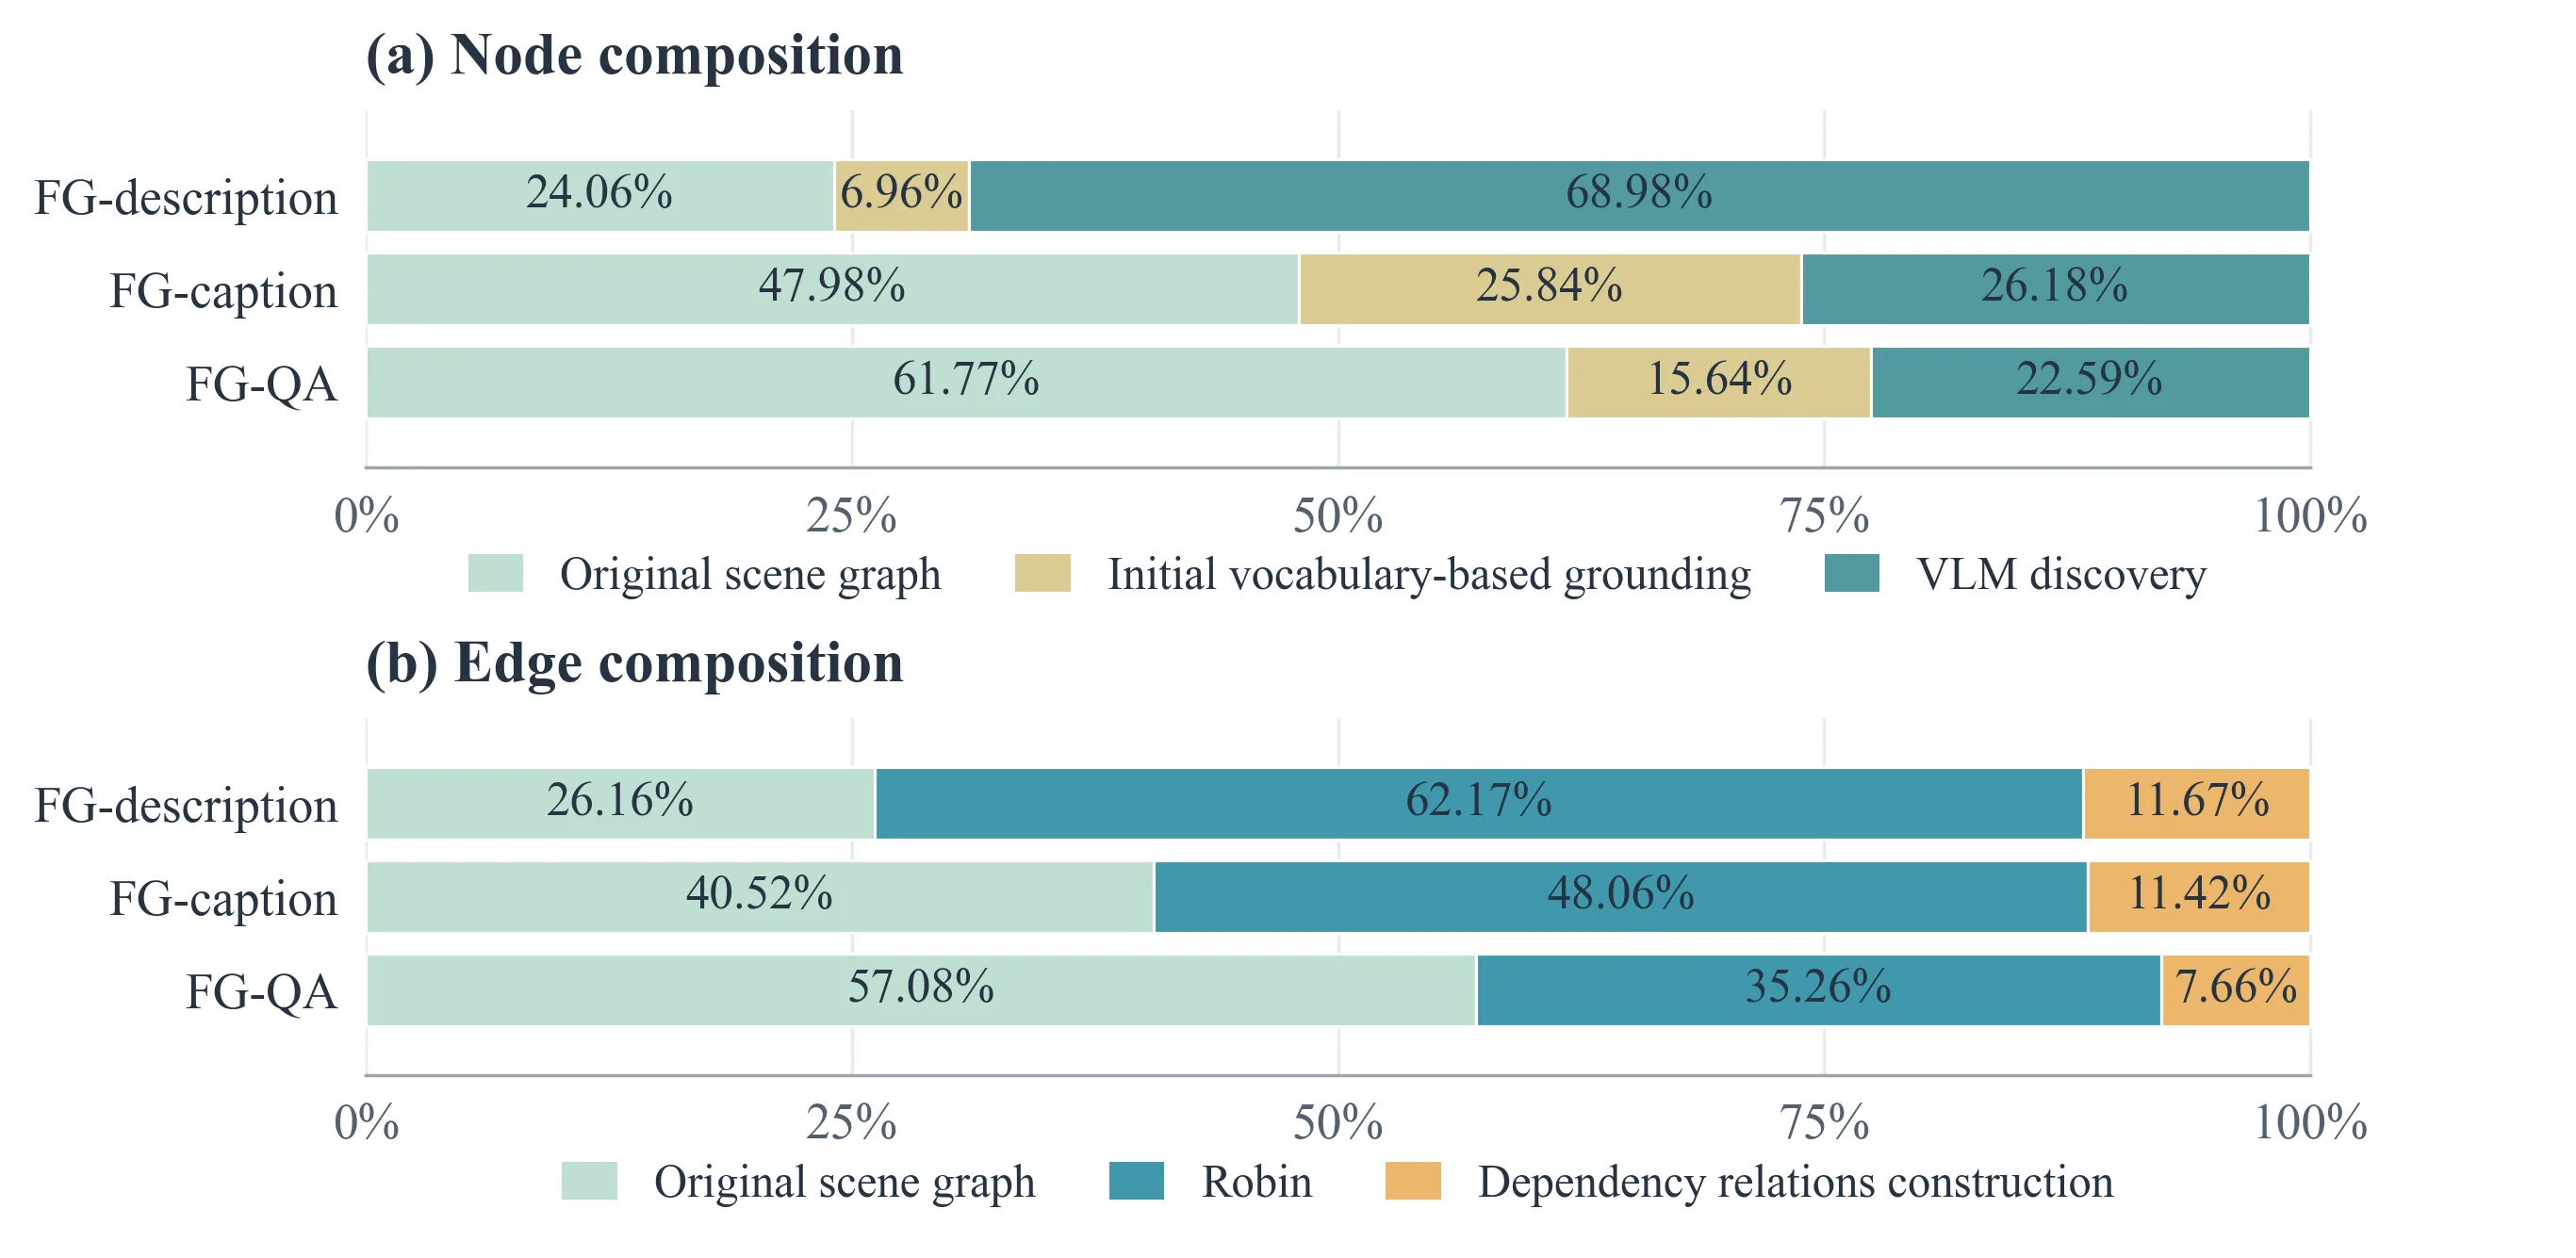 (a) Node composition
FG-description 24.06% 6.96% 68.98%
FG-caption 47.98% 25.84% 26.18%
FG-QA 61.77% 15.64% 22.59%
0% 25% 50% 75% 100%
Original scene graph Initial vocabulary-based grounding VLM discovery
(b) Edge composition
FG-description 26.16% 62.17% 11.67%
FG-caption 40.52% 48.06% 11.42%
FG-QA 57.08% 35.26% 7.66%
0% 25% 50% 75% 100%
Original scene graph Robin Dependency relations construction